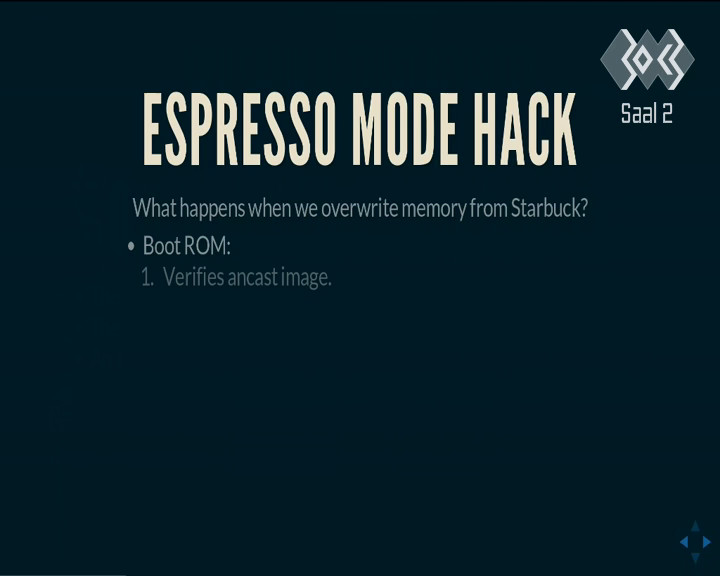 Saal 2
ESPRESSO MODE HACK
What happens when we overwrite memory from Starbuck?
• Boot ROM:
1. Verifies ancast image.